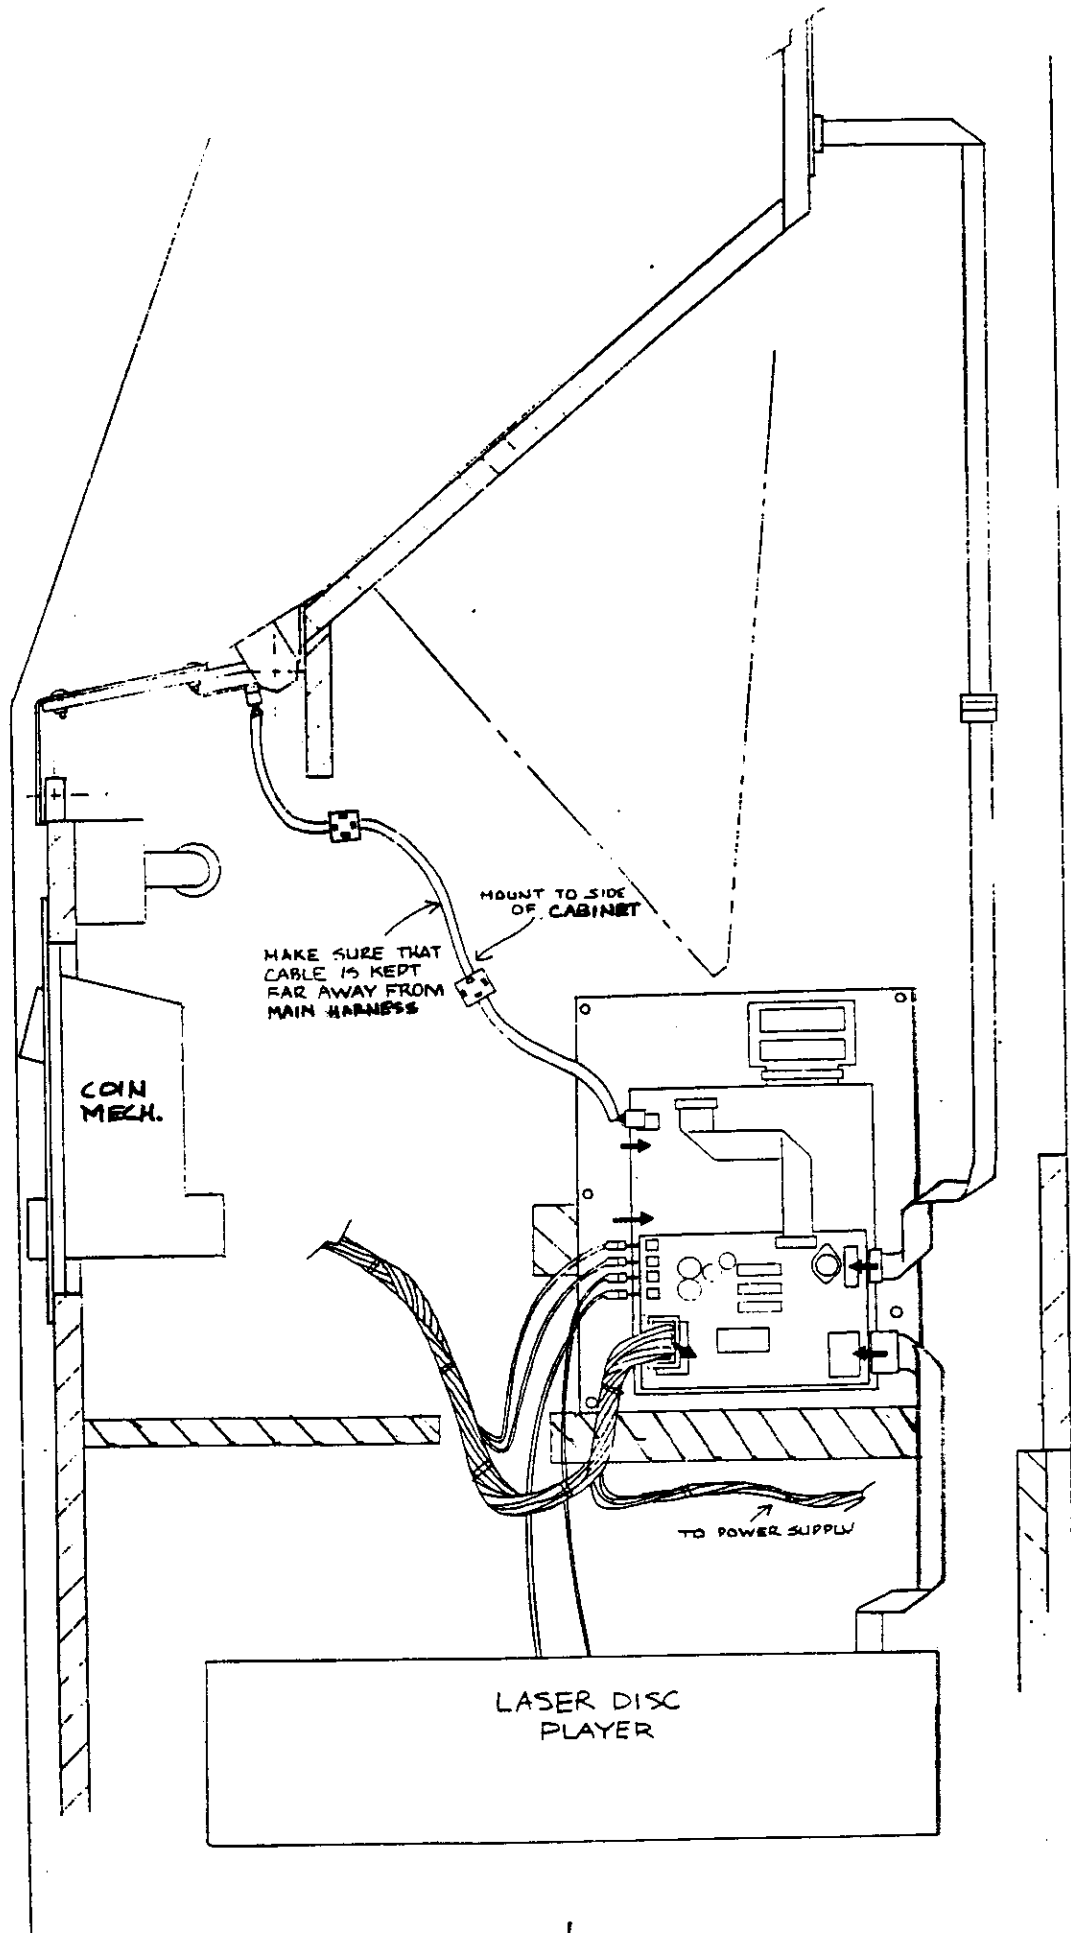 MOUNT TO SIDE
OF CABINET
MAKE SURE THAT
CABLE IS KEPT
FAR AWAY FROM
MAIN HARNESS
COIN
MECH.
TO POWER SUPPLY
LASER DISC
PLAYER